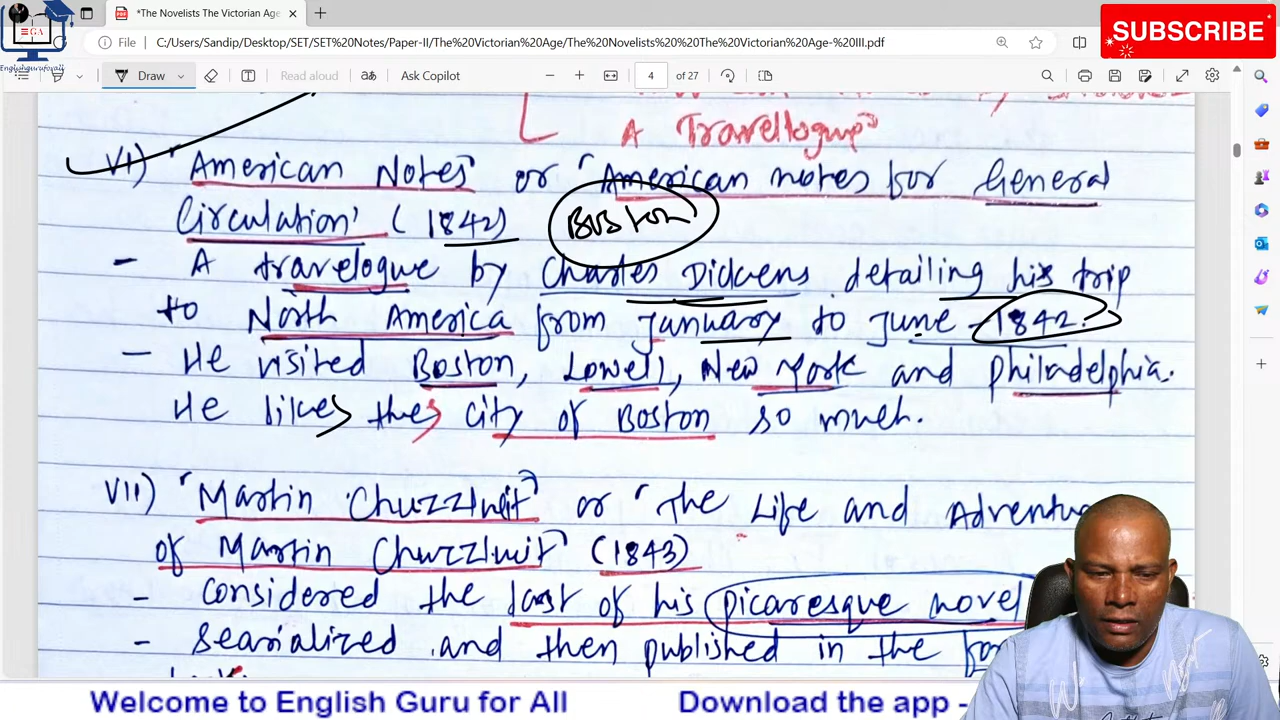 *The Novelists The Victorian Age
SUBSCRIBE
EGA
Englishguruforall
File
C:/Users/Sandip/Desktop/SET/SET%20Notes/Paper-II/The%20Victorian%20Age/The%20Novelists%20%20The%20Victorian%20Age-%20III.pdf
Draw
Read aloud
Ask Copilot
4 of 27
A Travellogue"
VI) "American Notes" or "American notes for General
Circulation" (1842) Boston
- A travelogue by Charles Dickens detailing his trip
to North America from January to June - 1842.
- He visited Boston, Lowell, New York and Philadelphia.
He likes the city of Boston so much.
VII) "Martin Chuzzlwit" or "The Life and Adventu
of Martin Chuzzlwit" (1843)
- Considered the last of his picaresque novel
- Searialized and then published in the
Welcome to English Guru for All
Download the app -